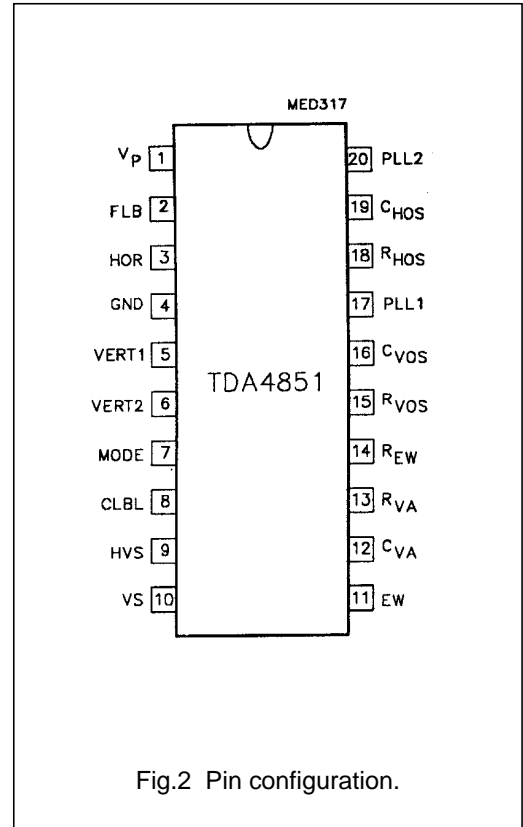 MED317
VP 1
FLB 2
HOR 3
GND 4
VERT1 5
VERT2 6
MODE 7
CLBL 8
HVS 9
VS 10
TDA4851
20 PLL2
19 CHOS
18 RHOS
17 PLL1
16 CVOS
15 RVOS
14 REW
13 RVA
12 CVA
11 EW
Fig.2 Pin configuration.